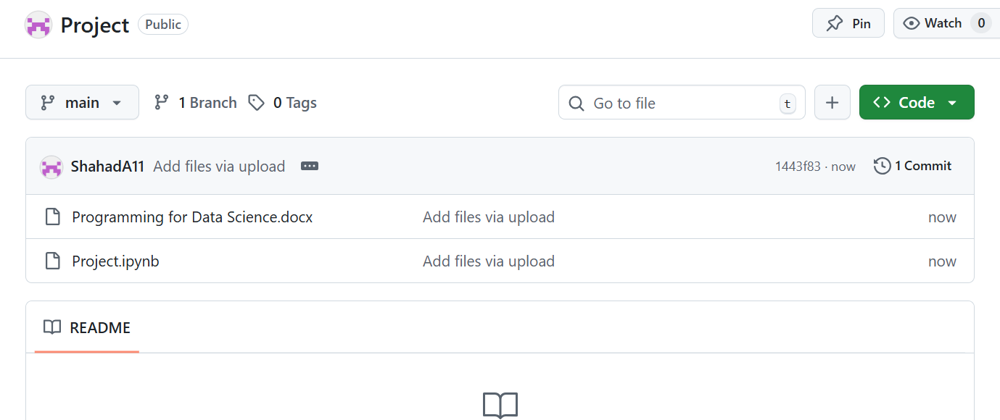 Project Public Pin Watch 0
main 1 Branch 0 Tags Go to file t Code
ShahadA11 Add files via upload 1443f83 · now 1 Commit
Programming for Data Science.docx Add files via upload now
Project.ipynb Add files via upload now
README